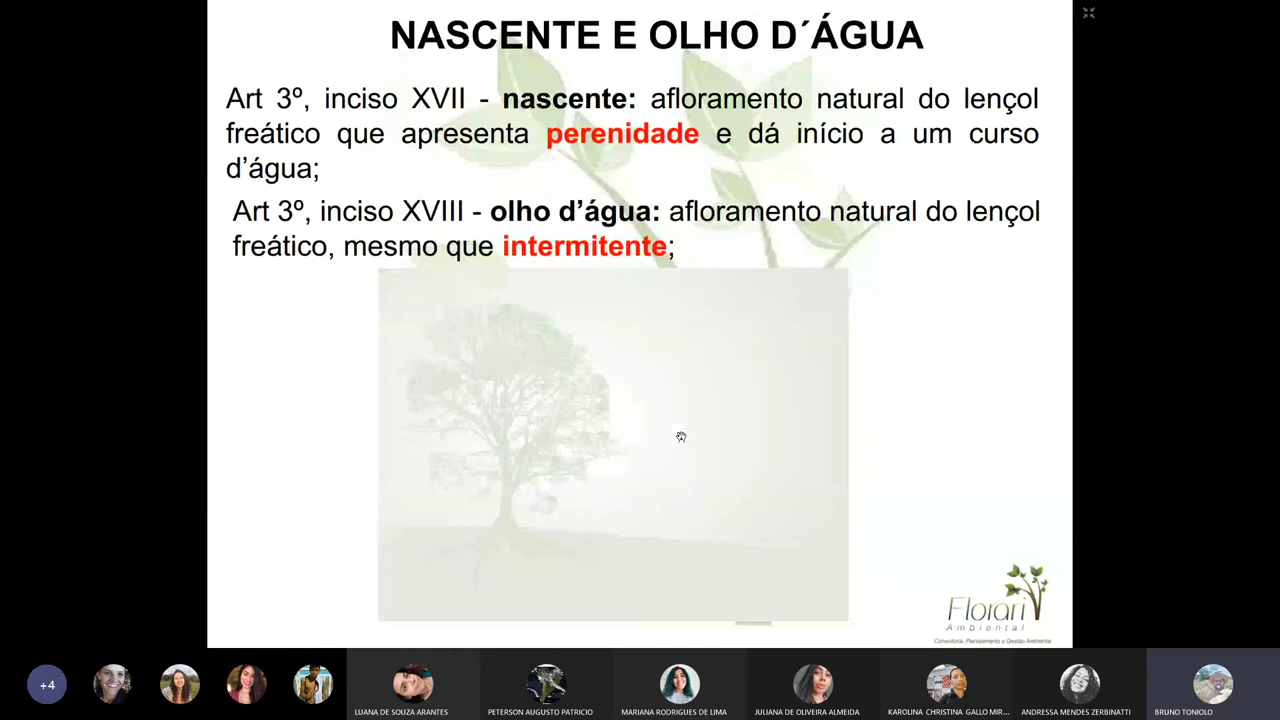 NASCENTE E OLHO D´ÁGUA
Art 3º, inciso XVII - nascente: afloramento natural do lençol
freático que apresenta perenidade e dá início a um curso
d’água;
Art 3º, inciso XVIII - olho d’água: afloramento natural do lençol
freático, mesmo que intermitente;
Florari
Ambiental
Consultoria, Planejamento e Gestão Ambiental
+4
LUANA DE SOUZA ARANTES
PETERSON AUGUSTO PATRICIO
MARIANA RODRIGUES DE LIMA
JULIANA DE OLIVEIRA ALMEIDA
KAROLINA CHRISTINA GALLO MIR...
ANDRESSA MENDES ZERBINATTI
BRUNO TONIOLO